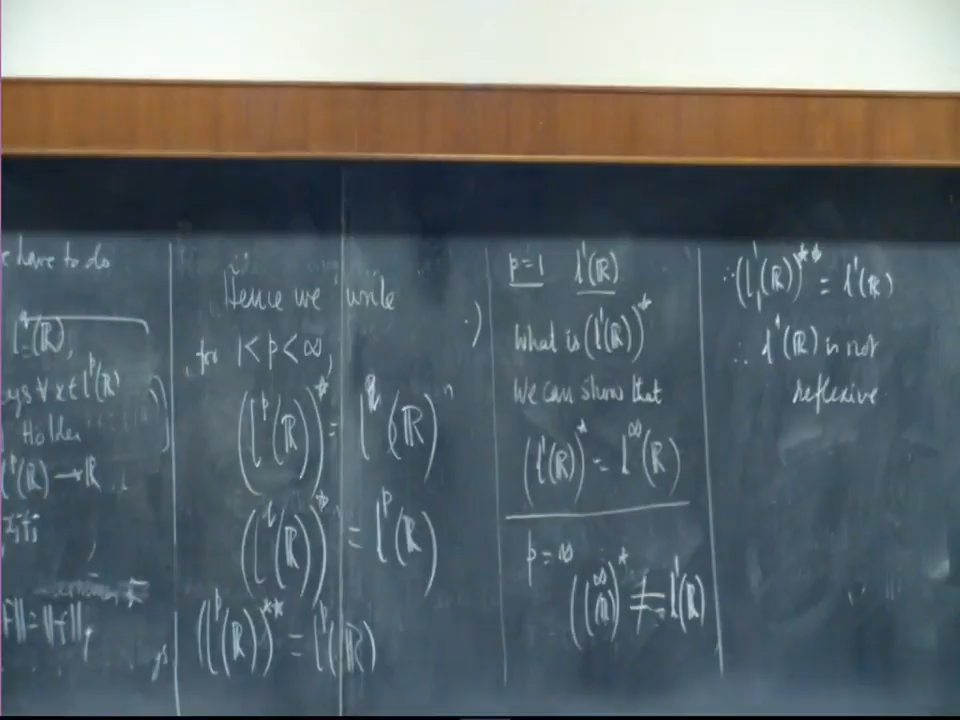 e have to do
l^q(ℝ),
ys ∀ x ∈ l^p(ℝ)
Holder
l^p(ℝ) → ℝ
‖ = ‖f‖,
Hence we write
for 1 < p < ∞,
(l^p(ℝ))^* = l^q(ℝ)
(l^q(ℝ))^* = l^p(ℝ)
(l^p(ℝ))^** = l^p(ℝ)
p=1 l^1(ℝ)
What is (l^1(ℝ))^*
We can show that
(l^1(ℝ))^* = l^∞(ℝ)
p = ∞
(l^∞(ℝ))^* ≠ l^1(ℝ)
∴ (l^1(ℝ))^** = l^1(ℝ)
∴ l^1(ℝ) is not
reflexive